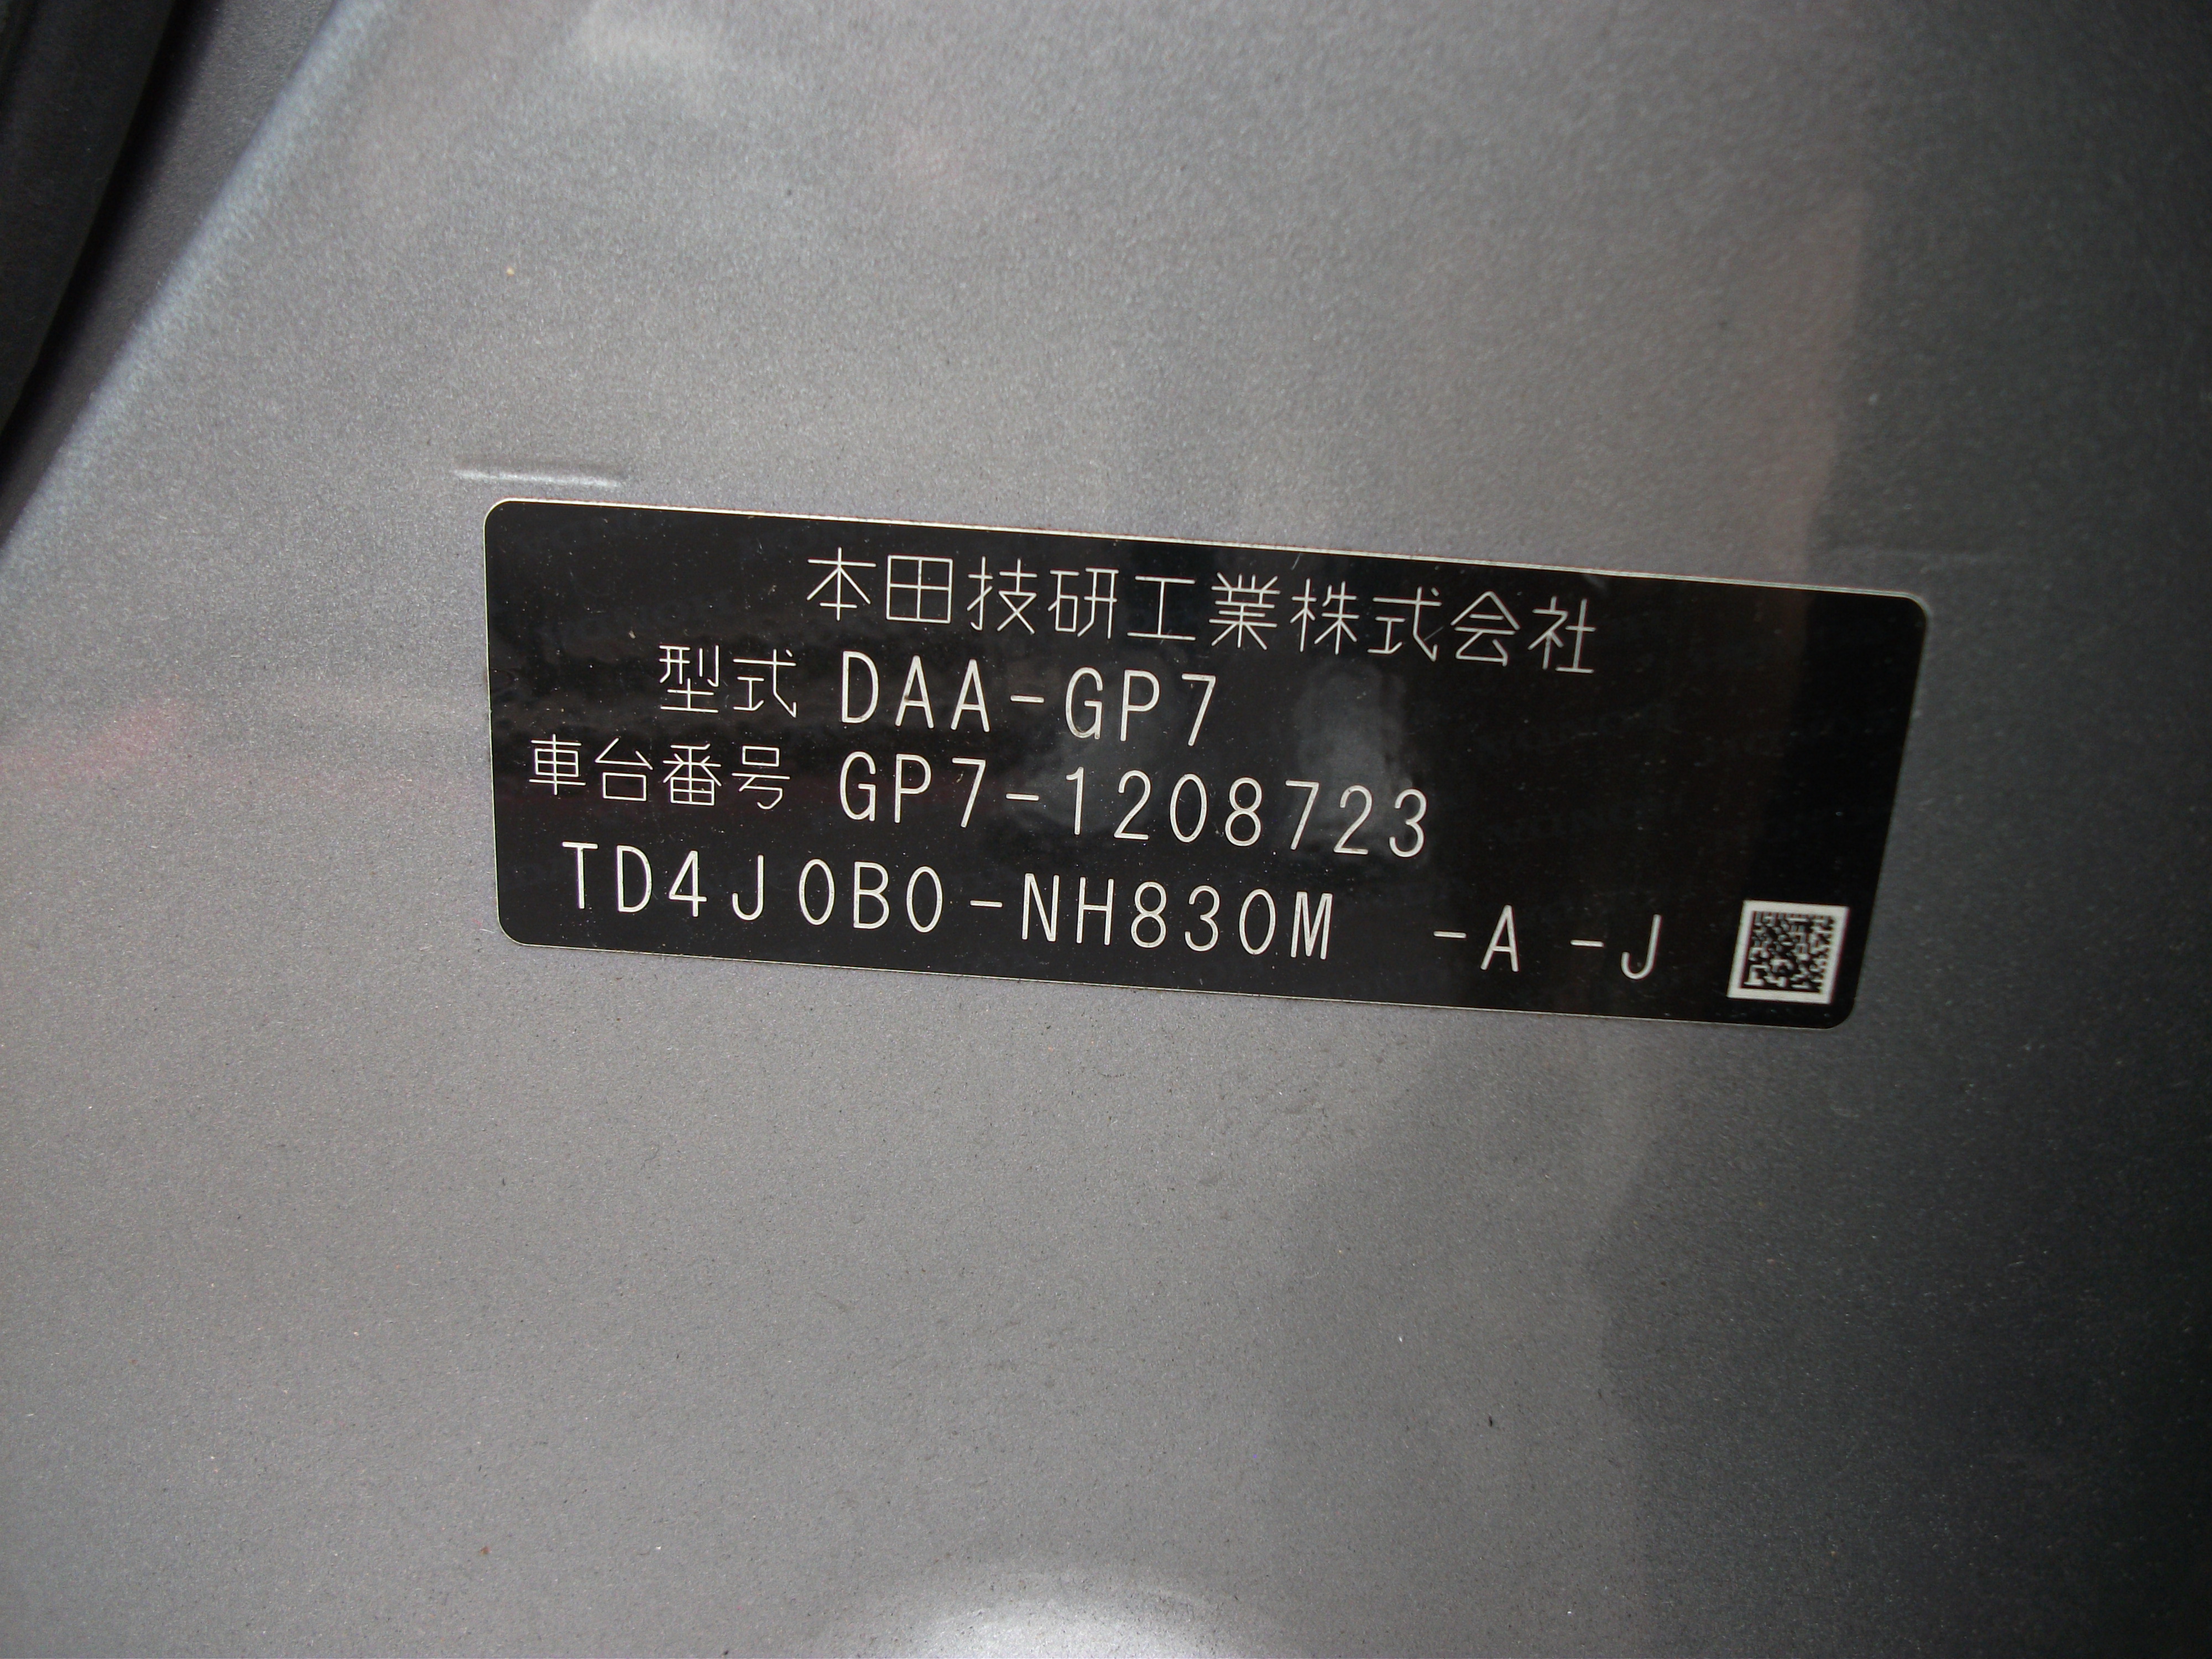 本田技研工業株式会社
型式 DAA-GP7
車台番号 GP7-1208723
TD4J0B0-NH830M -A -J